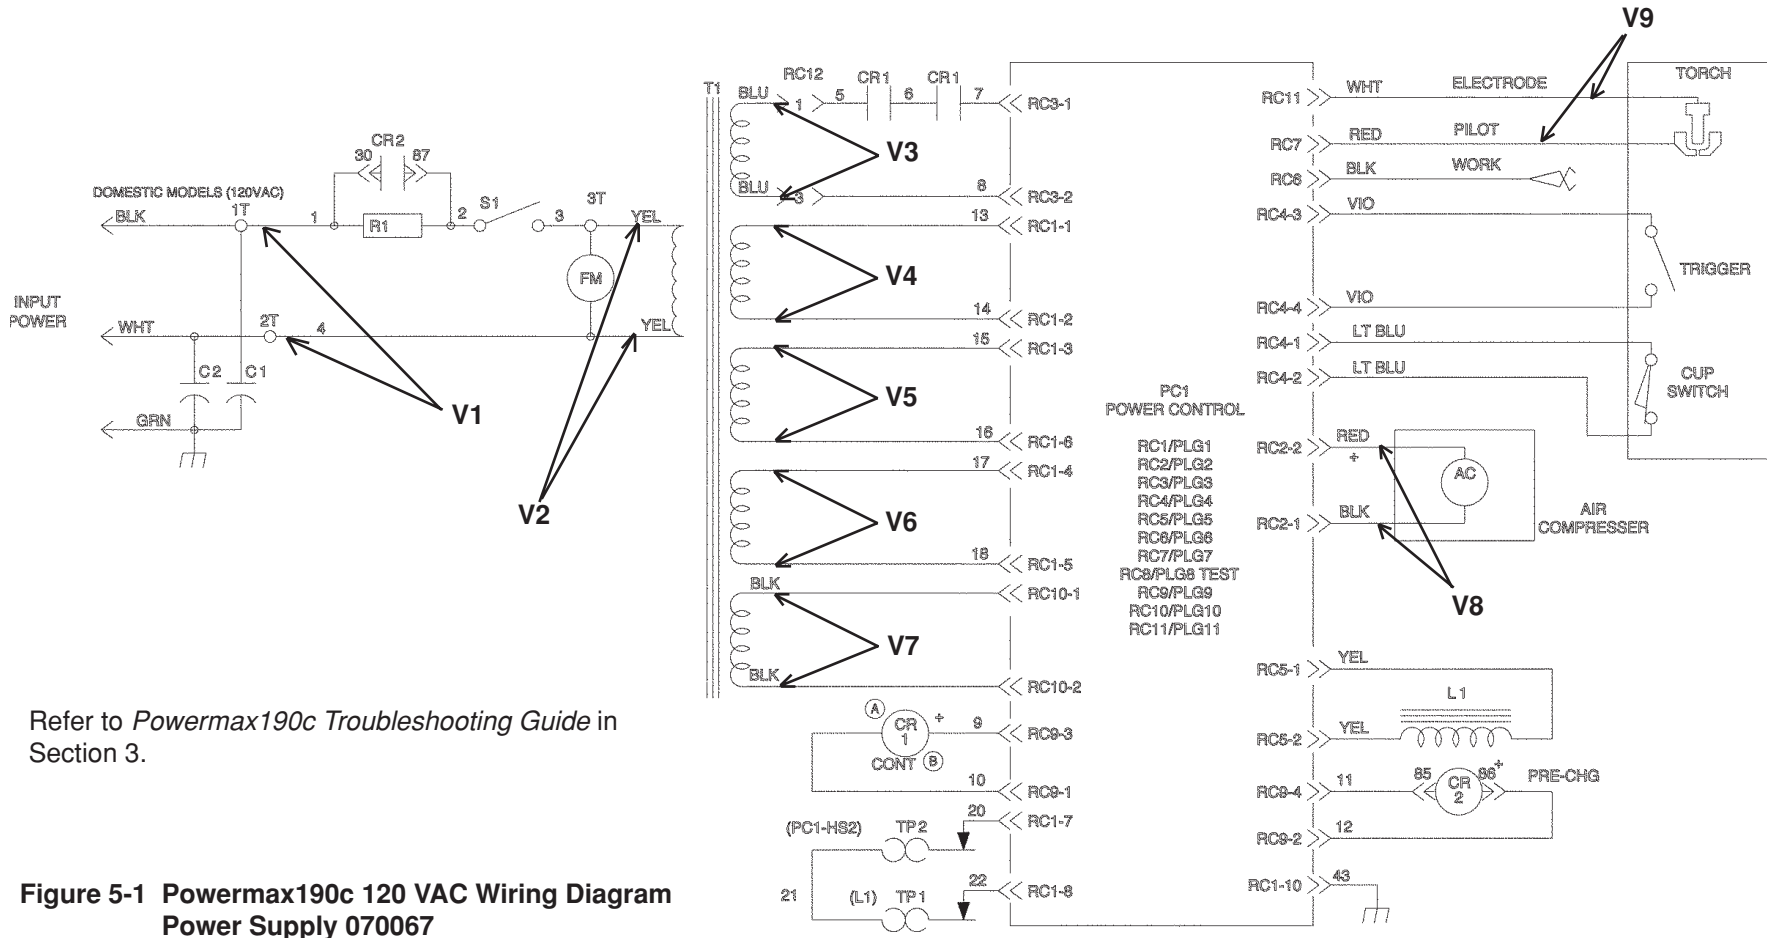 V9
T1
BLU
RC12
1
5
CR1
6
CR1
7
RC3-1
V3
BLU
3
8
RC3-2
13
RC1-1
V4
14
RC1-2
15
RC1-3
V5
16
RC1-6
17
RC1-4
V6
18
RC1-5
BLK
RC10-1
V7
BLK
RC10-2
DOMESTIC MODELS (120VAC)
BLK
1T
1
CR2
30
87
R1
2
S1
3
3T
YEL
FM
INPUT
POWER
WHT
2T
4
YEL
C2
C1
GRN
V1
V2
A
CR
1
+
CONT
B
9
RC9-3
10
RC9-1
(PC1-HS2)
TP2
20
RC1-7
21
(L1)
TP1
22
RC1-8
PC1
POWER CONTROL
RC1/PLG1
RC2/PLG2
RC3/PLG3
RC4/PLG4
RC5/PLG5
RC6/PLG6
RC7/PLG7
RC8/PLG8 TEST
RC9/PLG9
RC10/PLG10
RC11/PLG11
RC11
WHT
ELECTRODE
TORCH
RC7
RED
PILOT
RC6
BLK
WORK
RC4-3
VIO
TRIGGER
RC4-4
VIO
RC4-1
LT BLU
RC4-2
LT BLU
CUP
SWITCH
RC2-2
RED
+
AC
RC2-1
BLK
AIR
COMPRESSER
V8
RC5-1
YEL
L1
RC5-2
YEL
RC9-4
11
85
CR
2
86
+
PRE-CHG
RC9-2
12
RC1-10
43
Refer to Powermax190c Troubleshooting Guide in
Section 3.
Figure 5-1 Powermax190c 120 VAC Wiring Diagram
Power Supply 070067